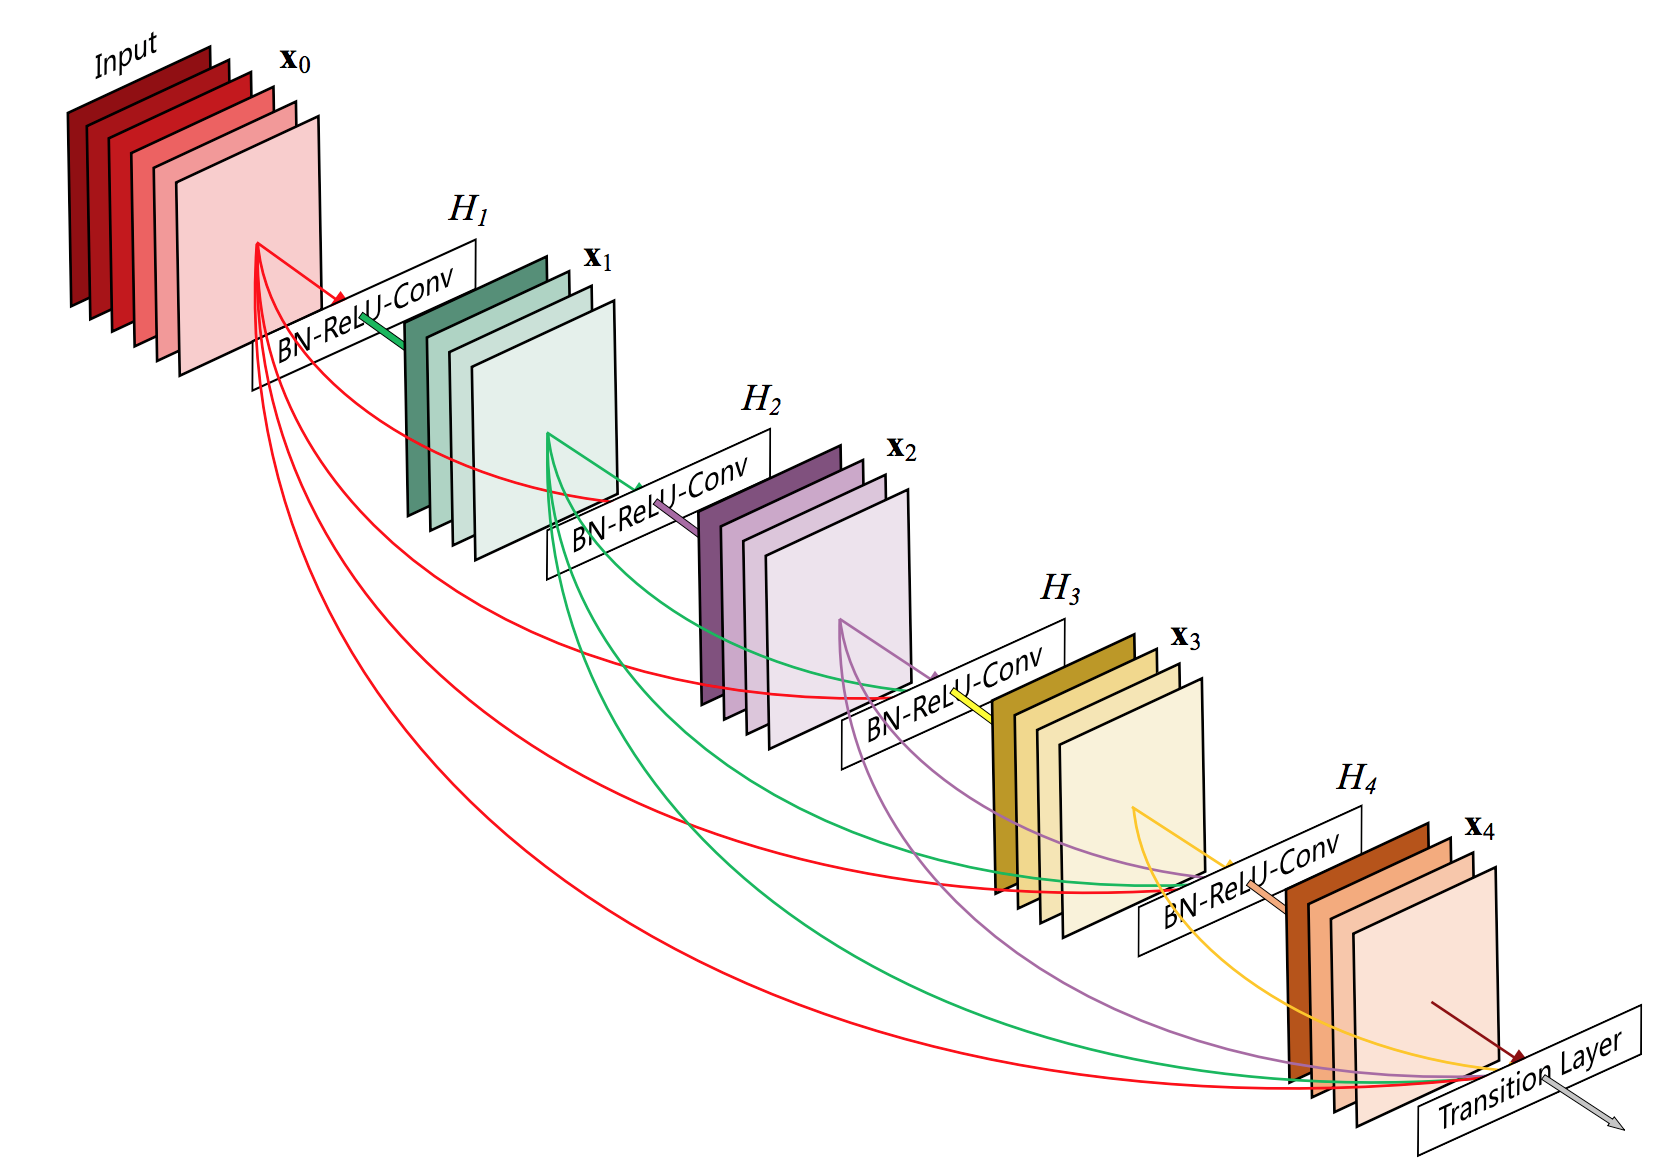 Input
x0
H1
BN-ReLU-Conv
x1
H2
BN-ReLU-Conv
x2
H3
BN-ReLU-Conv
x3
H4
BN-ReLU-Conv
x4
Transition Layer